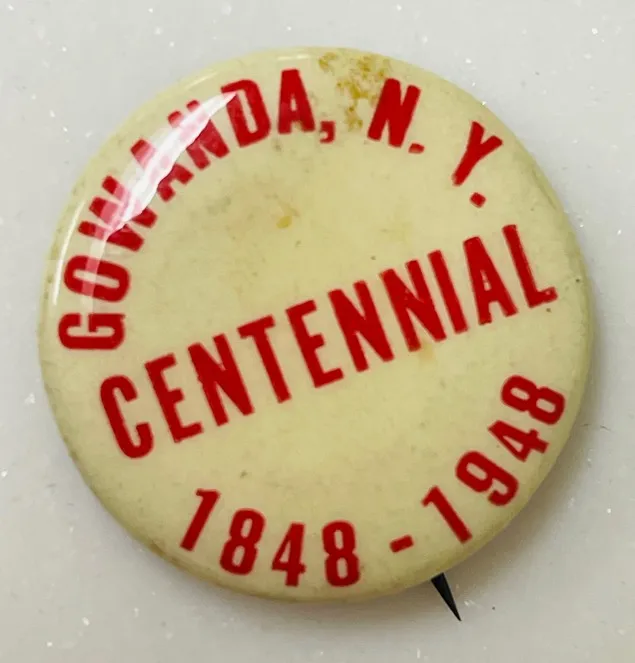 GOWANDA, N. Y.
CENTENNIAL
1848 - 1948